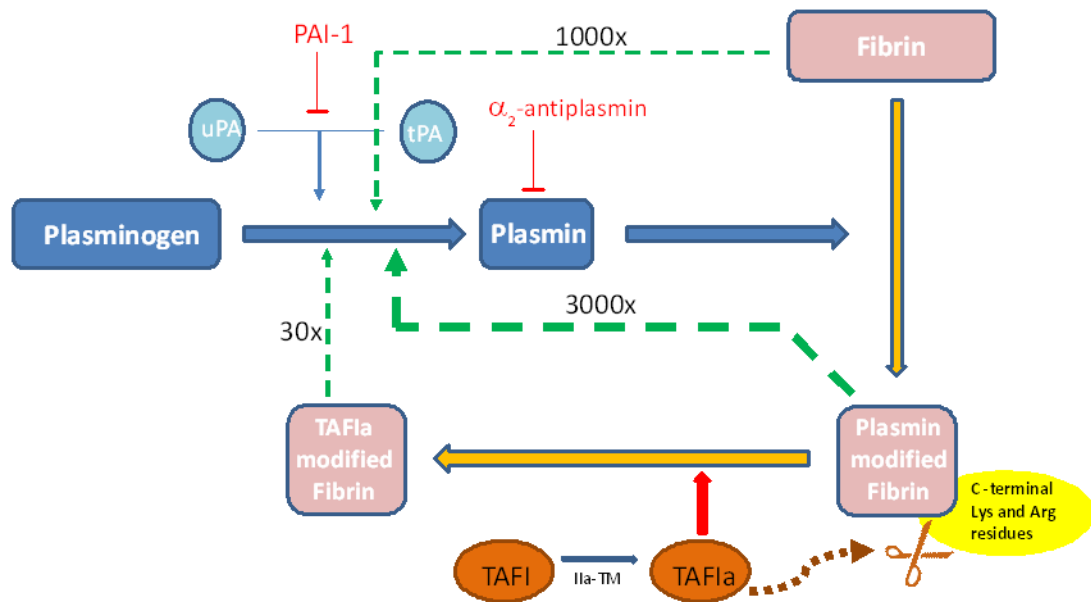 PAI-1
1000x
Fibrin
uPA
tPA
α₂-antiplasmin
Plasminogen
Plasmin
3000x
30x
TAFIa
modified
Fibrin
Plasmin
modified
Fibrin
C-terminal
Lys and Arg
residues
TAFI
IIa-TM
TAFIa